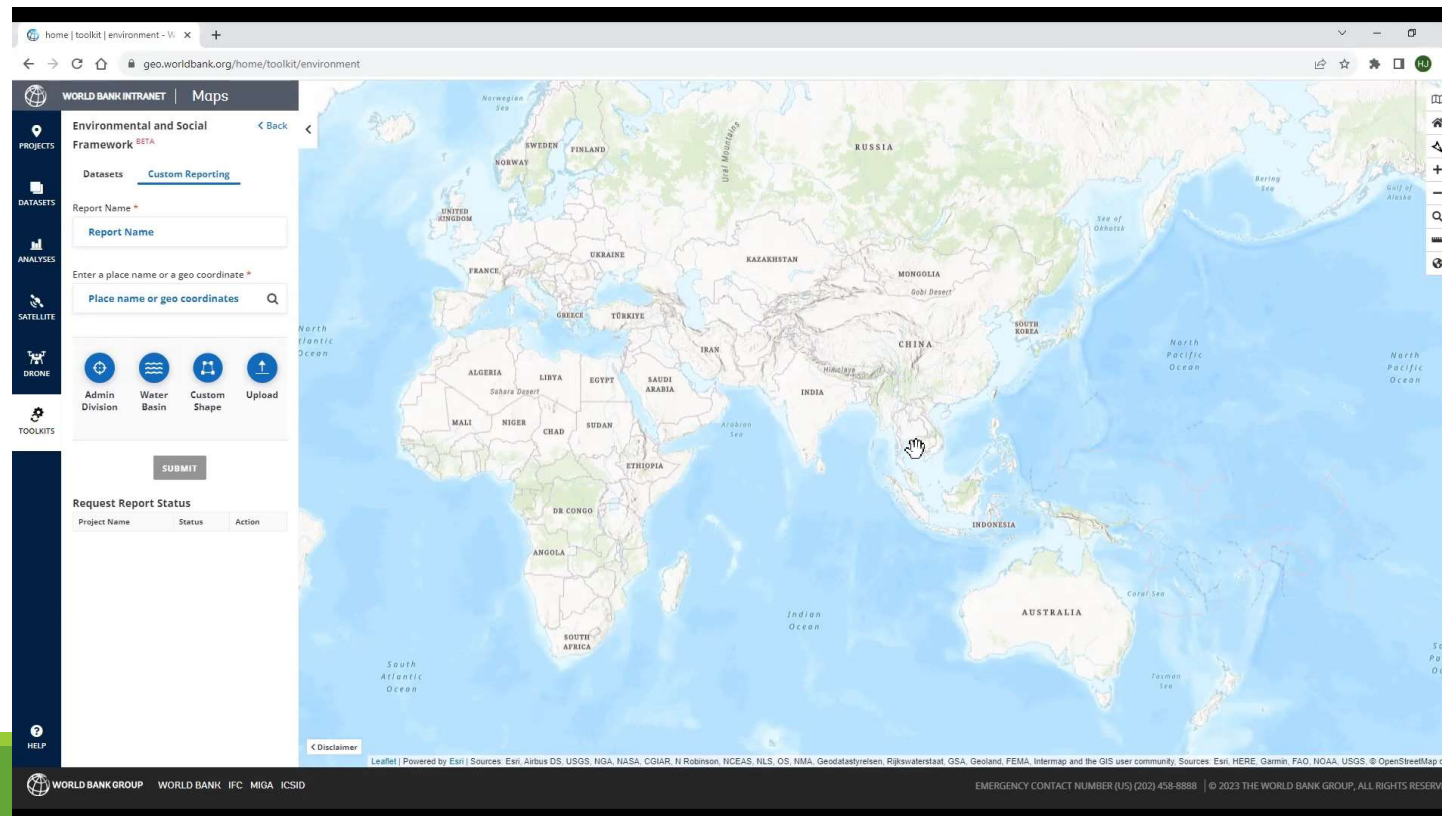 home | toolkit | environment - W
geo.worldbank.org/home/toolkit/environment
HJ
WORLD BANK INTRANET | Maps
PROJECTS
DATASETS
ANALYSES
SATELLITE
DRONE
TOOLKITS
HELP
Environmental and Social
Framework BETA
< Back
Datasets
Custom Reporting
Report Name *
Report Name
Enter a place name or a geo coordinate *
Place name or geo coordinates
Admin
Division
Water
Basin
Custom
Shape
Upload
SUBMIT
Request Report Status
Project Name Status Action
Norwegian
Sea
SWEDEN
FINLAND
NORWAY
Ural Mountains
RUSSIA
Bering
Sea
Gulf of
Alaska
UNITED
KINGDOM
Sea of
Okhotsk
UKRAINE
KAZAKHSTAN
FRANCE
MONGOLIA
Gobi Desert
GREECE
TÜRKIYE
North
tlantic
Ocean
SOUTH
KOREA
CHINA
IRAN
North
Pacific
Ocean
North
Pacific
Ocean
ALGERIA
LIBYA
EGYPT
SAUDI
ARABIA
Himalaya
INDIA
Sahara Desert
MALI
NIGER
CHAD
SUDAN
Arabian
Sea
ETHIOPIA
DR CONGO
INDONESIA
ANGOLA
Indian
Ocean
Coral Sea
AUSTRALIA
SOUTH
AFRICA
South
Atlantic
Ocean
Tasman
Sea
< Disclaimer
Leaflet | Powered by Esri | Sources: Esri, Airbus DS, USGS, NGA, NASA, CGIAR, N Robinson, NCEAS, NLS, OS, NMA, Geodatastyrelsen, Rijkswaterstaat, GSA, Geoland, FEMA, Intermap and the GIS user community, Sources: Esri, HERE, Garmin, FAO, NOAA, USGS, © OpenStreetMap c
WORLD BANK GROUP WORLD BANK IFC MIGA ICSID
EMERGENCY CONTACT NUMBER (US) (202) 458-8888 | © 2023 THE WORLD BANK GROUP, ALL RIGHTS RESERV